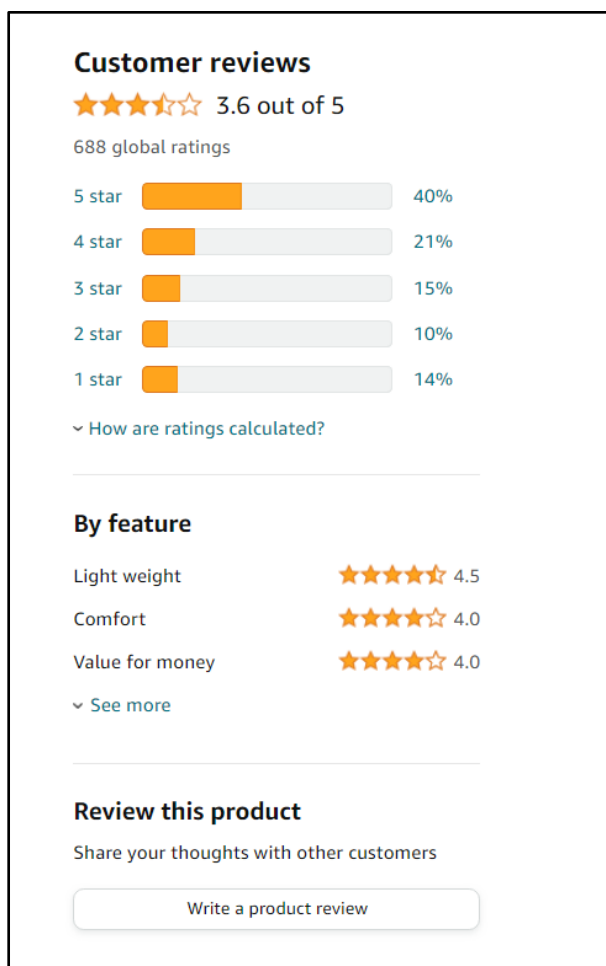 Customer reviews
3.6 out of 5
688 global ratings
5 star 40%
4 star 21%
3 star 15%
2 star 10%
1 star 14%
How are ratings calculated?
By feature
Light weight 4.5
Comfort 4.0
Value for money 4.0
See more
Review this product
Share your thoughts with other customers
Write a product review